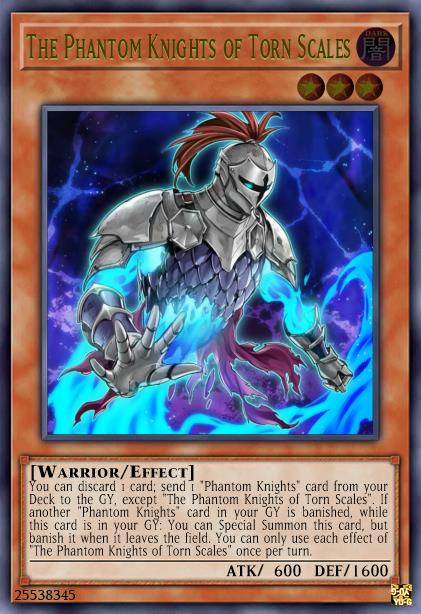 The Phantom Knights of Torn Scales
DARK
闇
[Warrior/Effect]
You can discard 1 card; send 1 "Phantom Knights" card from your
Deck to the GY, except "The Phantom Knights of Torn Scales". If
another "Phantom Knights" card in your GY is banished, while
this card is in your GY: You can Special Summon this card, but
banish it when it leaves the field. You can only use each effect of
"The Phantom Knights of Torn Scales" once per turn.
ATK/ 600 DEF/1600
25538345